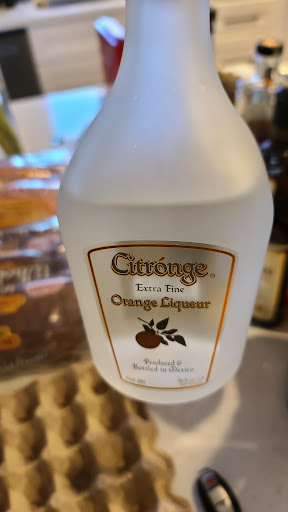 Citrónge
Extra Fine
Orange Liqueur
Produced &
Bottled in Mexico